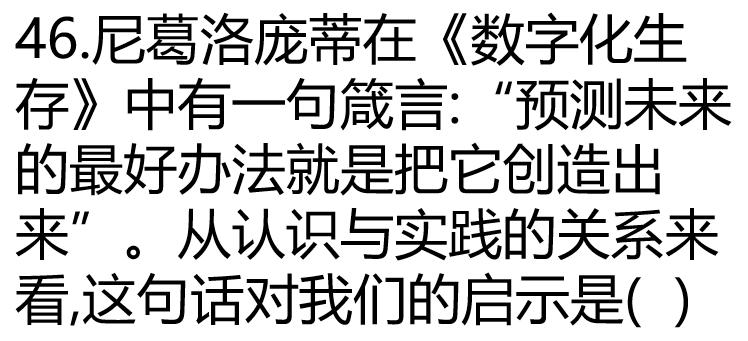 46.尼葛洛庞蒂在《数字化生
存》中有一句箴言:“预测未来
的最好办法就是把它创造出
来”。从认识与实践的关系来
看,这句话对我们的启示是( )